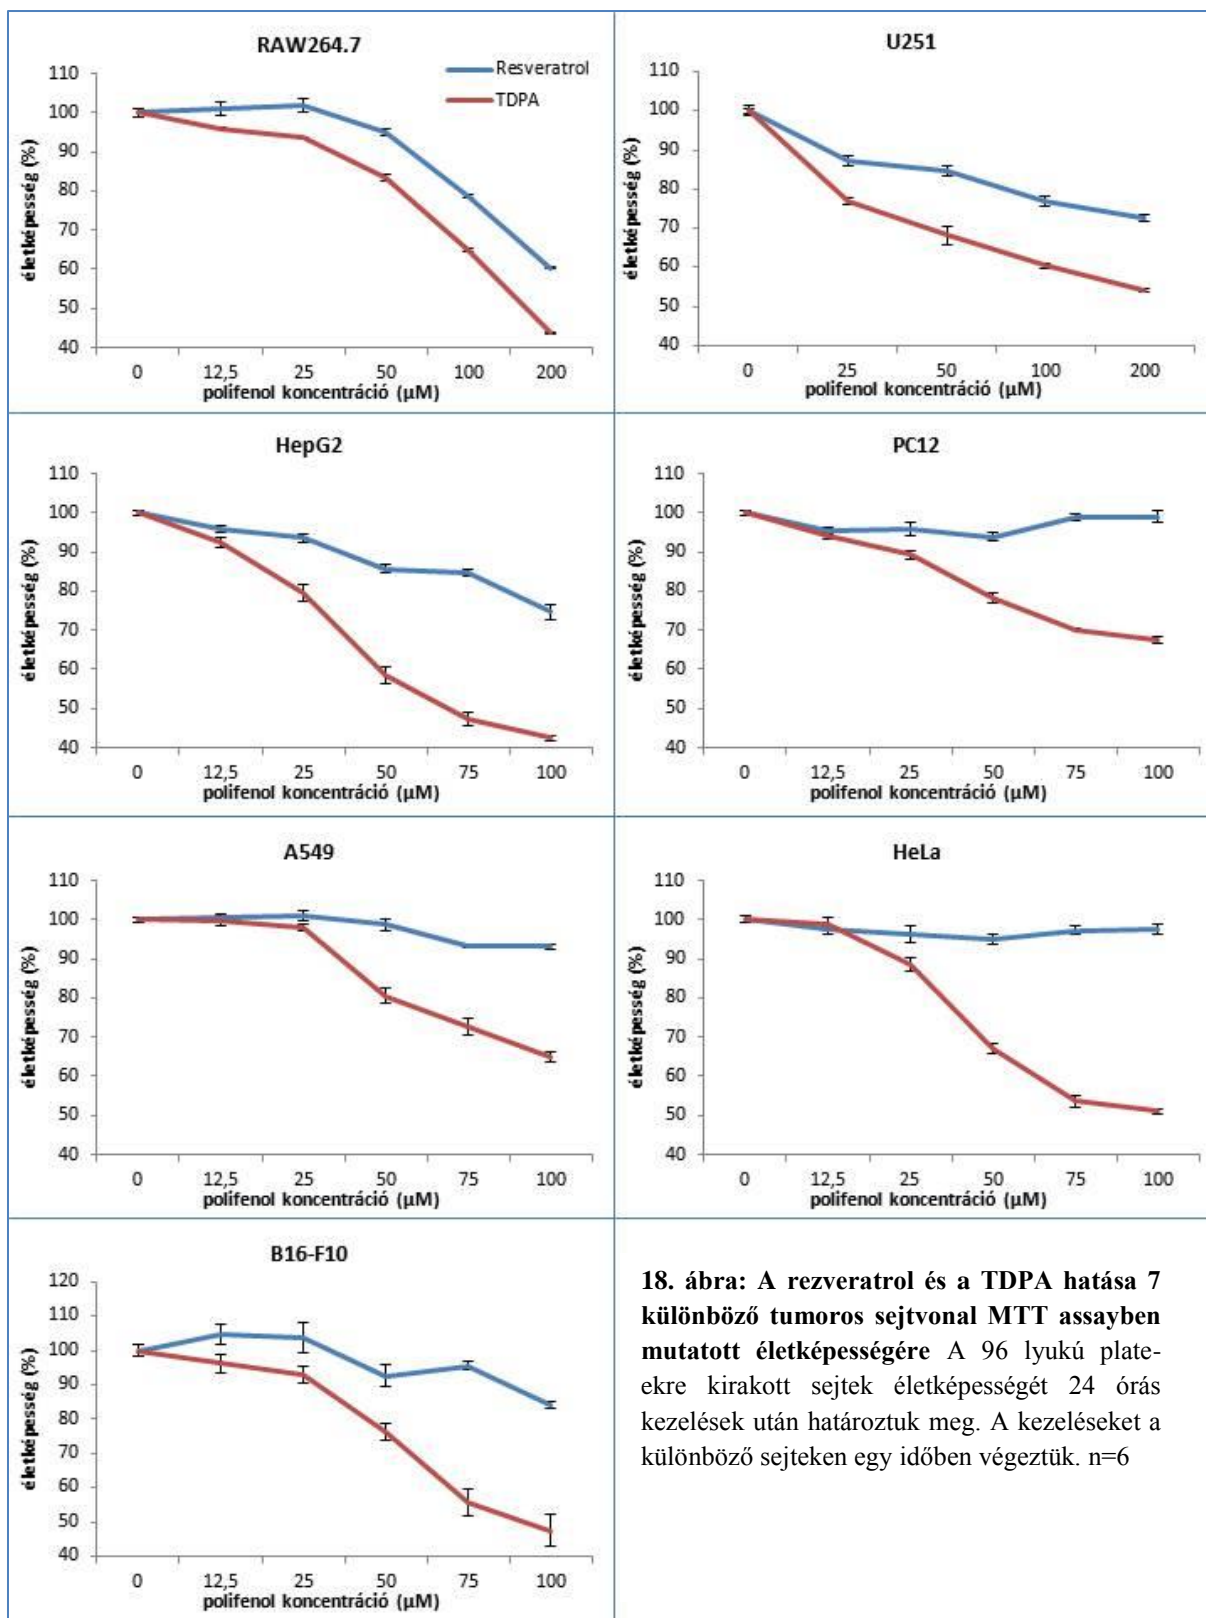 RAW264.7
Resveratrol
TDPA
110
100
90
80
70
60
50
40
életképesség (%)
0 12,5 25 50 100 200
polifenol koncentráció (µM)
U251
110
100
90
80
70
60
50
40
életképesség (%)
0 25 50 100 200
polifenol koncentráció (µM)
HepG2
110
100
90
80
70
60
50
40
életképesség (%)
0 12,5 25 50 75 100
polifenol koncentráció (µM)
PC12
110
100
90
80
70
60
50
40
életképesség (%)
0 12,5 25 50 75 100
polifenol koncentráció (µM)
A549
110
100
90
80
70
60
50
40
életképesség (%)
0 12,5 25 50 75 100
polifenol koncentráció (µM)
HeLa
110
100
90
80
70
60
50
40
életképesség (%)
0 12,5 25 50 75 100
polifenol koncentráció (µM)
B16-F10
120
110
100
90
80
70
60
50
40
életképesség (%)
0 12,5 25 50 75 100
polifenol koncentráció (µM)
18. ábra: A rezveratrol és a TDPA hatása 7
különböző tumoros sejtvonal MTT assayben
mutatott életképességére A 96 lyukú plate-
ekre kirakott sejtek életképességét 24 órás
kezelések után határoztuk meg. A kezeléseket a
különböző sejteken egy időben végeztük. n=6